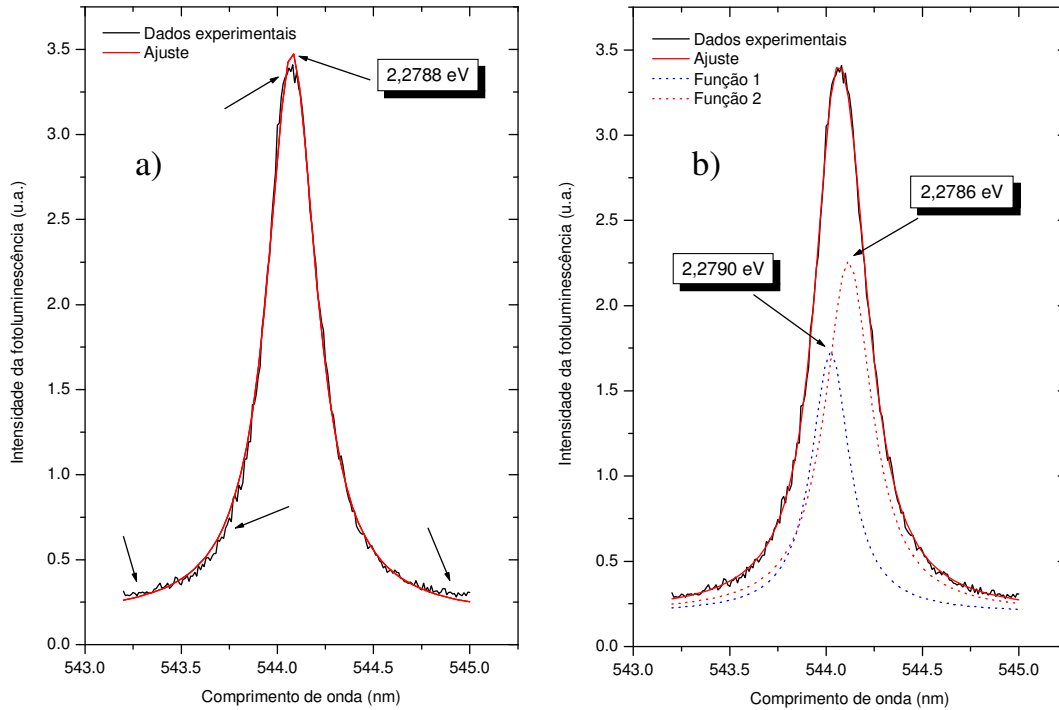 Dados experimentais
Ajuste
2,2788 eV
a)
Intensidade da fotoluminescência (u.a.)
3.5
3.0
2.5
2.0
1.5
1.0
0.5
0.0
543.0
543.5
544.0
544.5
545.0
Comprimento de onda (nm)
Dados experimentais
Ajuste
Função 1
Função 2
b)
2,2786 eV
2,2790 eV
Intensidade da fotoluminescência (u.a.)
3.5
3.0
2.5
2.0
1.5
1.0
0.5
0.0
543.0
543.5
544.0
544.5
545.0
Comprimento de onda (nm)